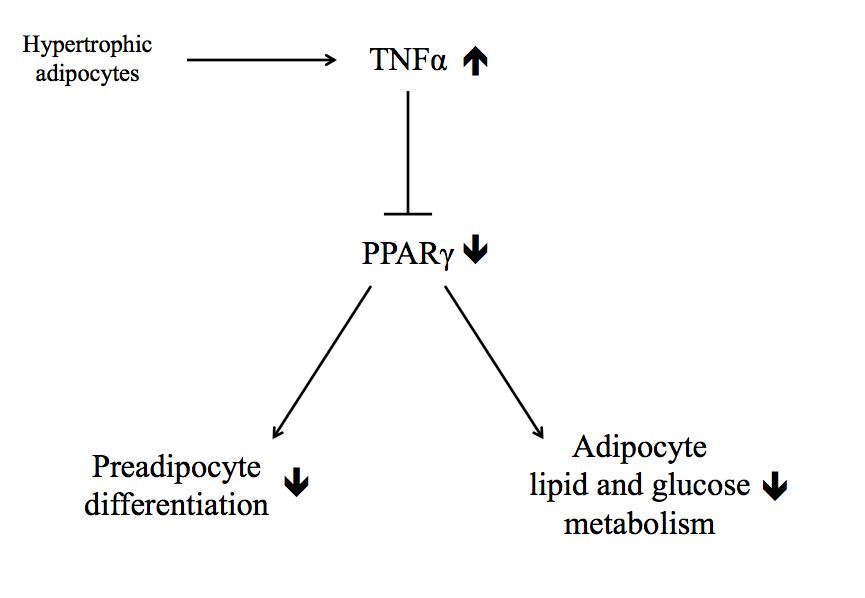 Hypertrophic
adipocytes
TNFα
PPARγ
Preadipocyte
differentiation
Adipocyte
lipid and glucose
metabolism